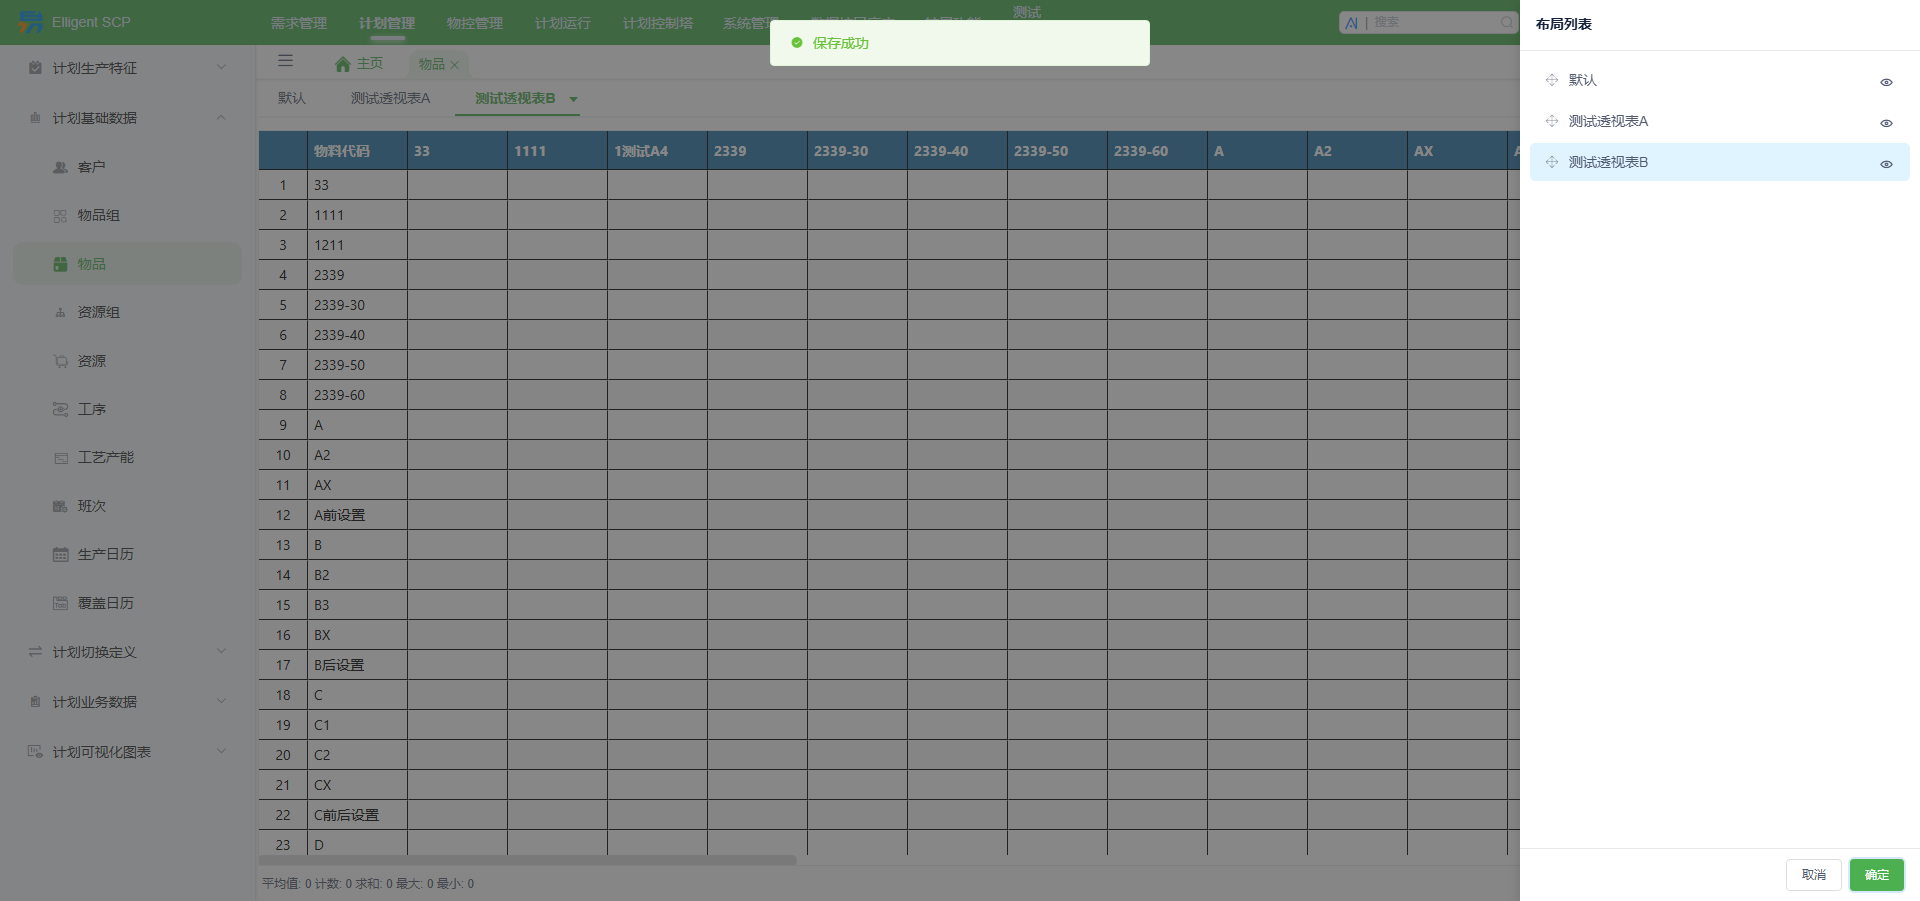 Elligent SCP
需求管理
计划管理
物控管理
计划运行
计划控制塔
系统管理
测试
保存成功
AI | 搜索
布局列表
计划生产特征
计划基础数据
客户
物品组
物品
资源组
资源
工序
工艺产能
班次
生产日历
覆盖日历
计划切换定义
计划业务数据
计划可视化图表
主页
物品
默认
测试透视表A
测试透视表B
物料代码 33 1111 1测试A4 2339 2339-30 2339-40 2339-50 2339-60 A A2 AX
1 33
2 1111
3 1211
4 2339
5 2339-30
6 2339-40
7 2339-50
8 2339-60
9 A
10 A2
11 AX
12 A前设置
13 B
14 B2
15 B3
16 BX
17 B后设置
18 C
19 C1
20 C2
21 CX
22 C前后设置
23 D
平均值: 0 计数: 0 求和: 0 最大: 0 最小: 0
默认
测试透视表A
测试透视表B
取消
确定